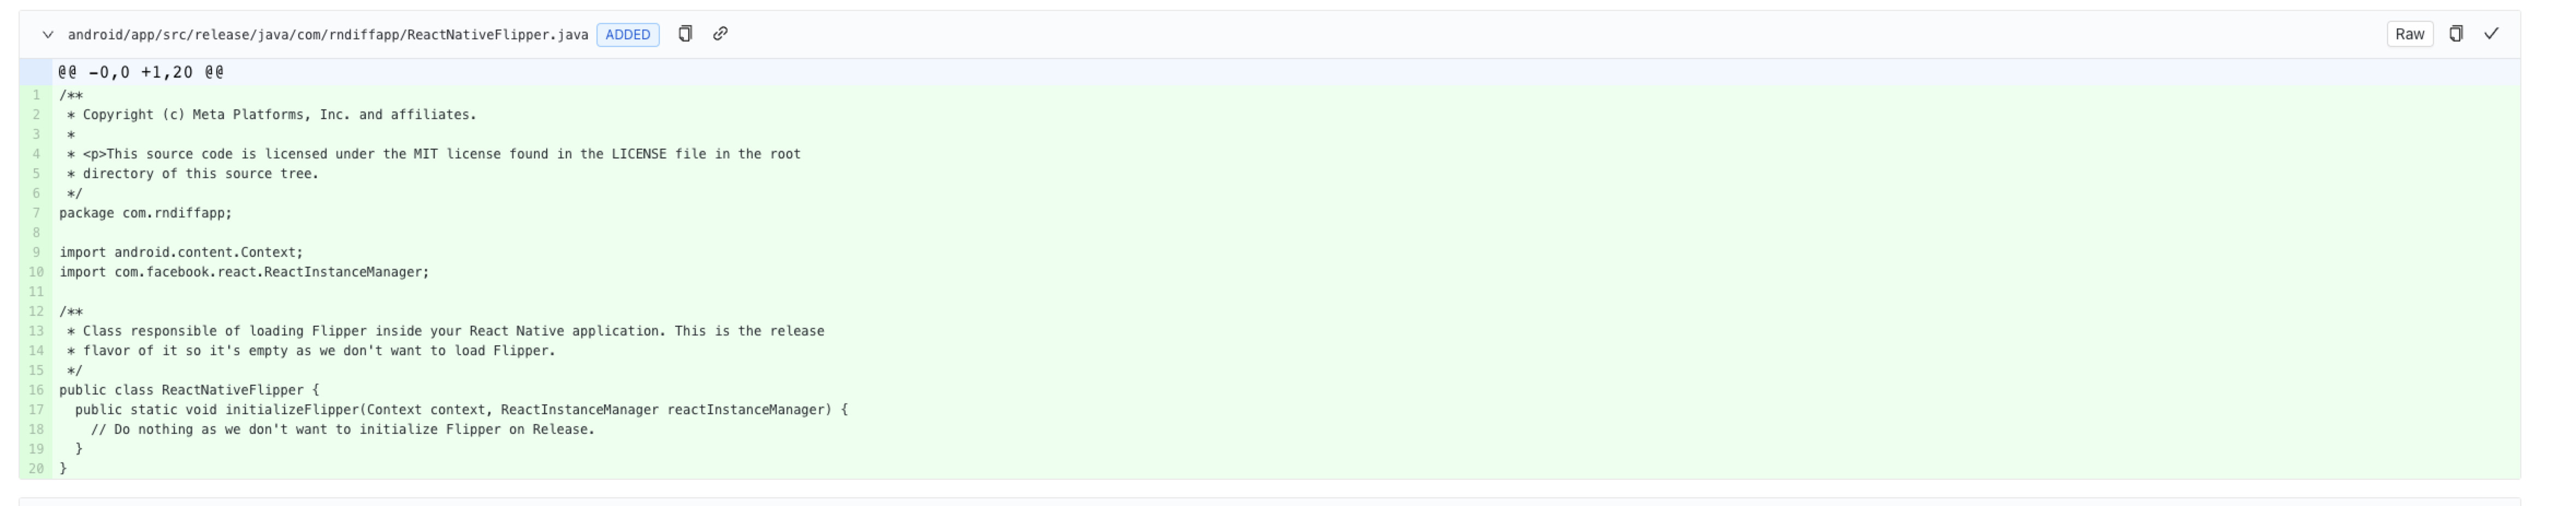 android/app/src/release/java/com/rndiffapp/ReactNativeFlipper.java ADDED Raw
@@ -0,0 +1,20 @@
1 /**
2  * Copyright (c) Meta Platforms, Inc. and affiliates.
3  *
4  * <p>This source code is licensed under the MIT license found in the LICENSE file in the root
5  * directory of this source tree.
6  */
7 package com.rndiffapp;
8
9 import android.content.Context;
10 import com.facebook.react.ReactInstanceManager;
11
12 /**
13  * Class responsible of loading Flipper inside your React Native application. This is the release
14  * flavor of it so it's empty as we don't want to load Flipper.
15  */
16 public class ReactNativeFlipper {
17   public static void initializeFlipper(Context context, ReactInstanceManager reactInstanceManager) {
18     // Do nothing as we don't want to initialize Flipper on Release.
19   }
20 }